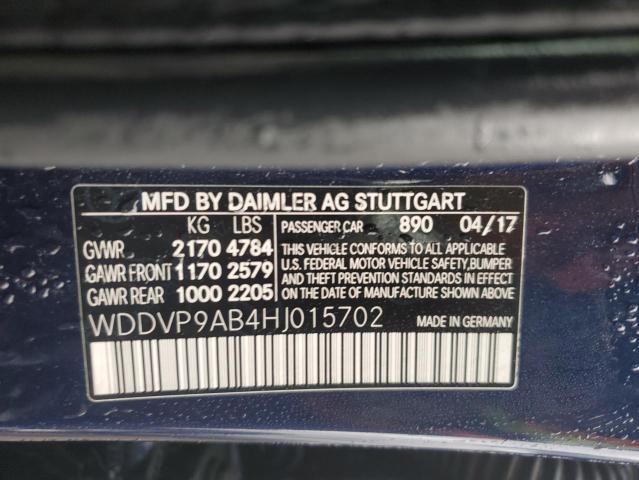 MFD BY DAIMLER AG STUTTGART
KG LBS PASSENGER CAR 890 04/17
GVWR 2170 4784 THIS VEHICLE CONFORMS TO ALL APPLICABLE
GAWR FRONT 1170 2579 U.S. FEDERAL MOTOR VEHICLE SAFETY,BUMPER
GAWR REAR 1000 2205 AND THEFT PREVENTION STANDARDS IN EFFECT
ON THE DATE OF MANUFACTURE SHOWN ABOVE.
WDDVP9AB4HJ015702 MADE IN GERMANY